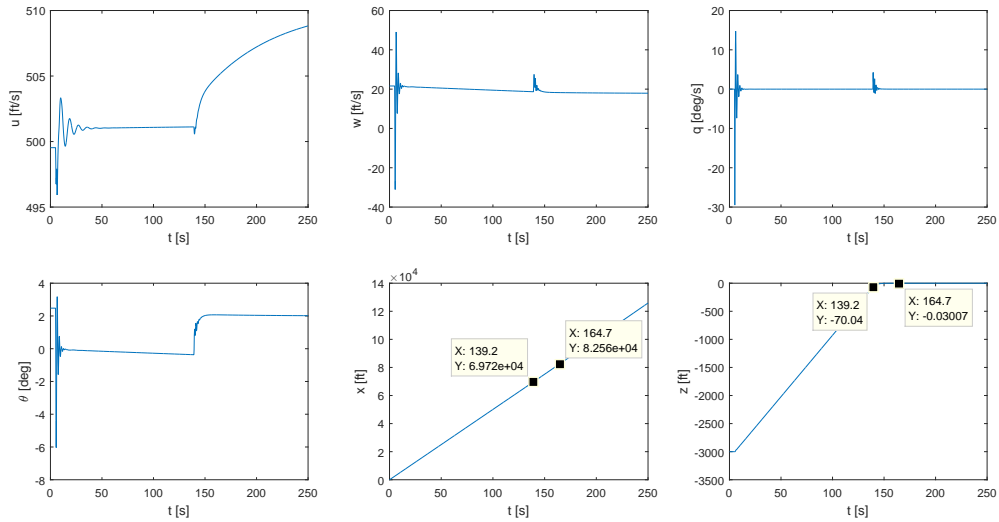 510
505
500
495
u [ft/s]
0 50 100 150 200 250
t [s]
60
40
20
0
-20
-40
w [ft/s]
0 50 100 150 200 250
t [s]
20
10
0
-10
-20
-30
q [deg/s]
0 50 100 150 200 250
t [s]
4
2
0
-2
-4
-6
-8
θ [deg]
0 50 100 150 200 250
t [s]
×10⁴
14
12
10
8
6
4
2
0
x [ft]
X: 139.2
Y: 6.972e+04
X: 164.7
Y: 8.256e+04
0 50 100 150 200 250
t [s]
0
-500
-1000
-1500
-2000
-2500
-3000
-3500
z [ft]
X: 139.2
Y: -70.04
X: 164.7
Y: -0.03007
0 50 100 150 200 250
t [s]